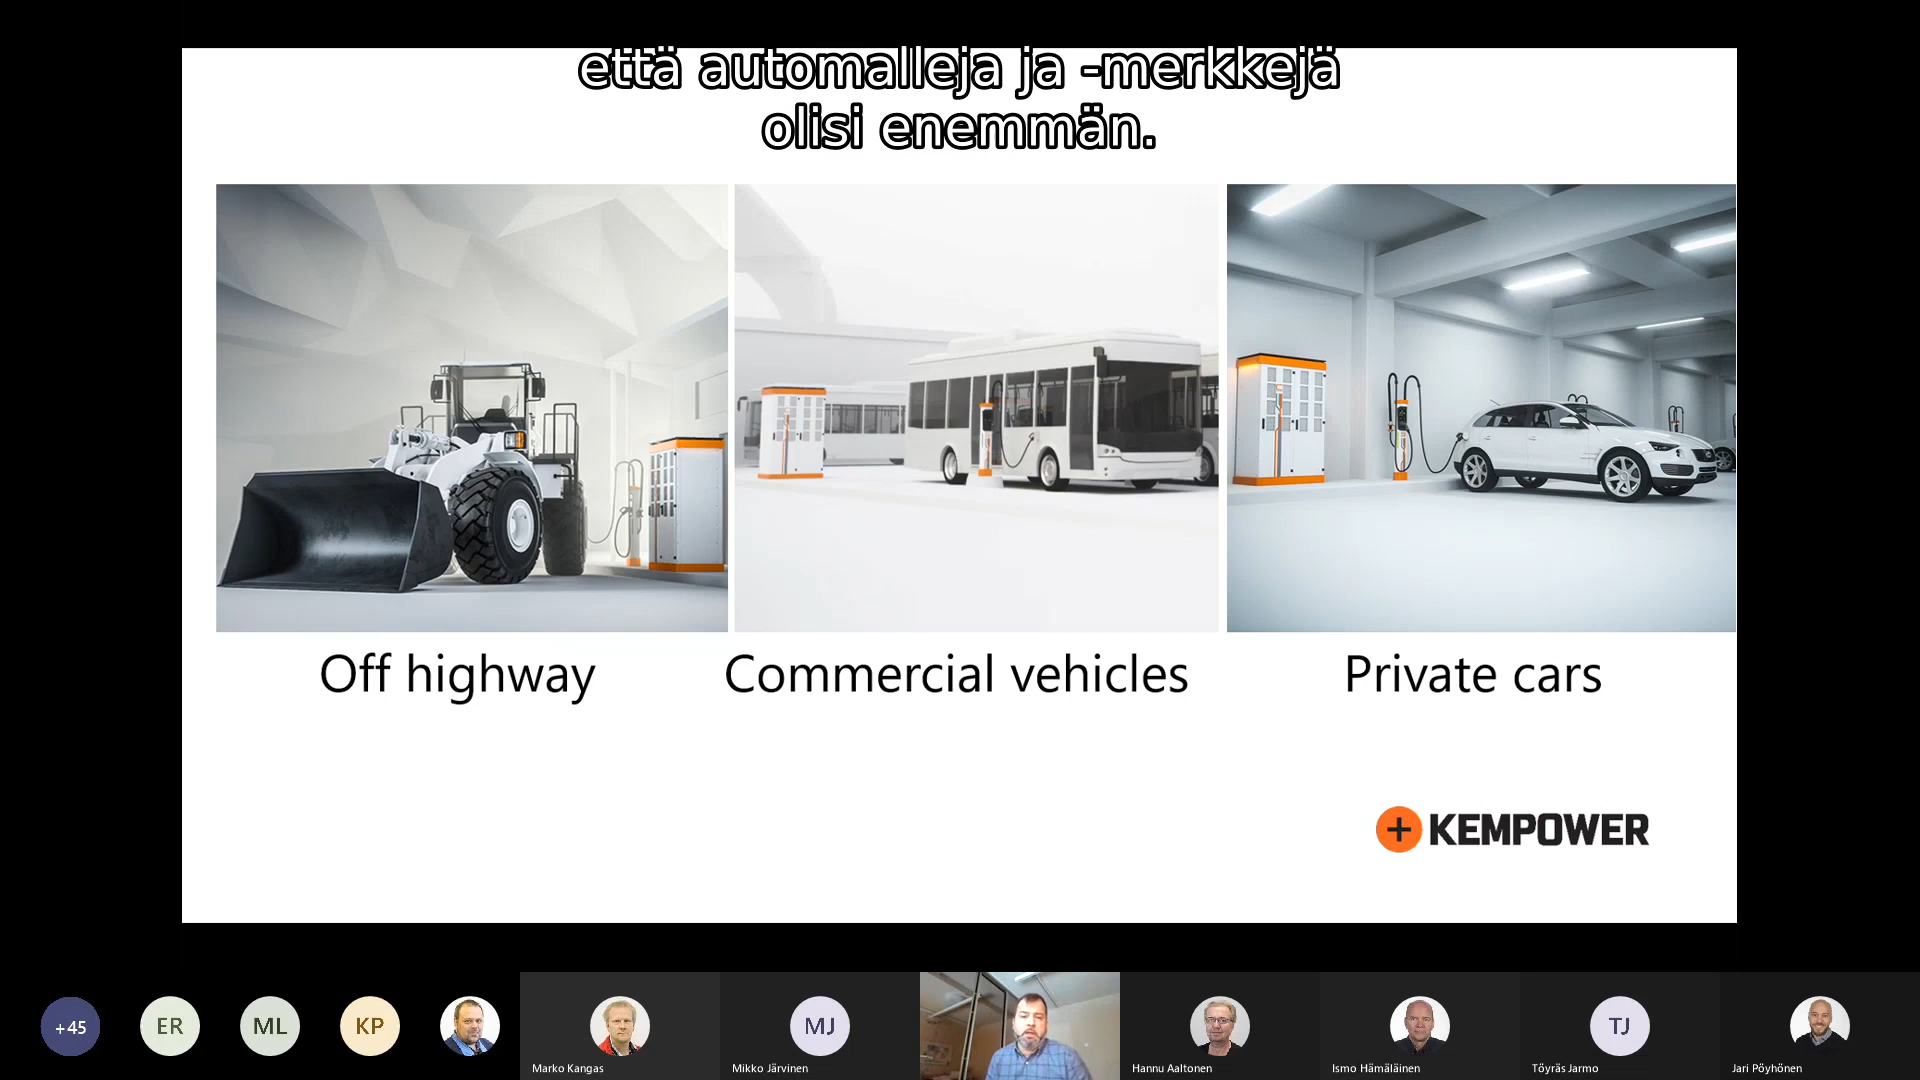 että automalleja ja -merkkejä
olisi enemmän.
Off highway
Commercial vehicles
Private cars
KEMPOWER
+45
ER
ML
KP
MJ
TJ
Marko Kangas
Mikko Järvinen
Hannu Aaltonen
Ismo Hämäläinen
Töyräs Jarmo
Jari Pöyhönen